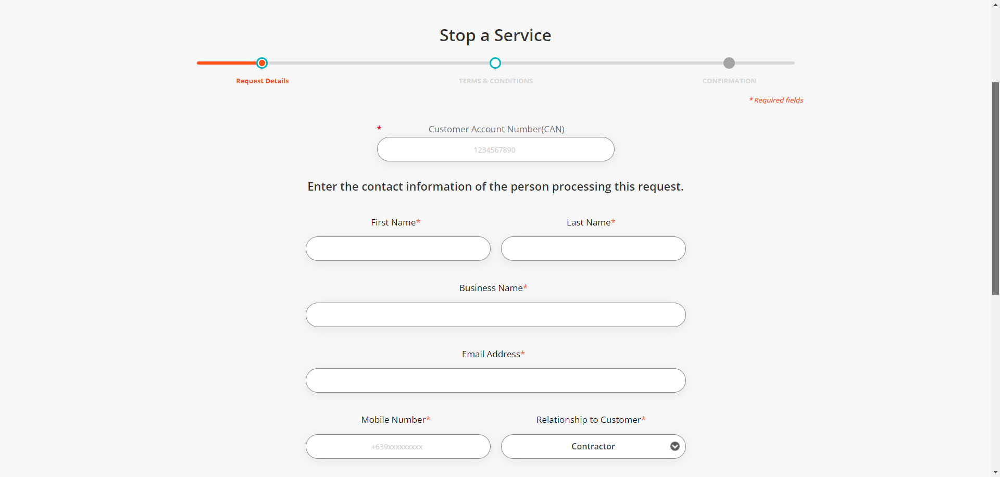 Stop a Service
Request Details
TERMS & CONDITIONS
CONFIRMATION
* Required fields
* Customer Account Number(CAN)
1234567890
Enter the contact information of the person processing this request.
First Name*
Last Name*
Business Name*
Email Address*
Mobile Number*
Relationship to Customer*
+639xxxxxxxxx
Contractor